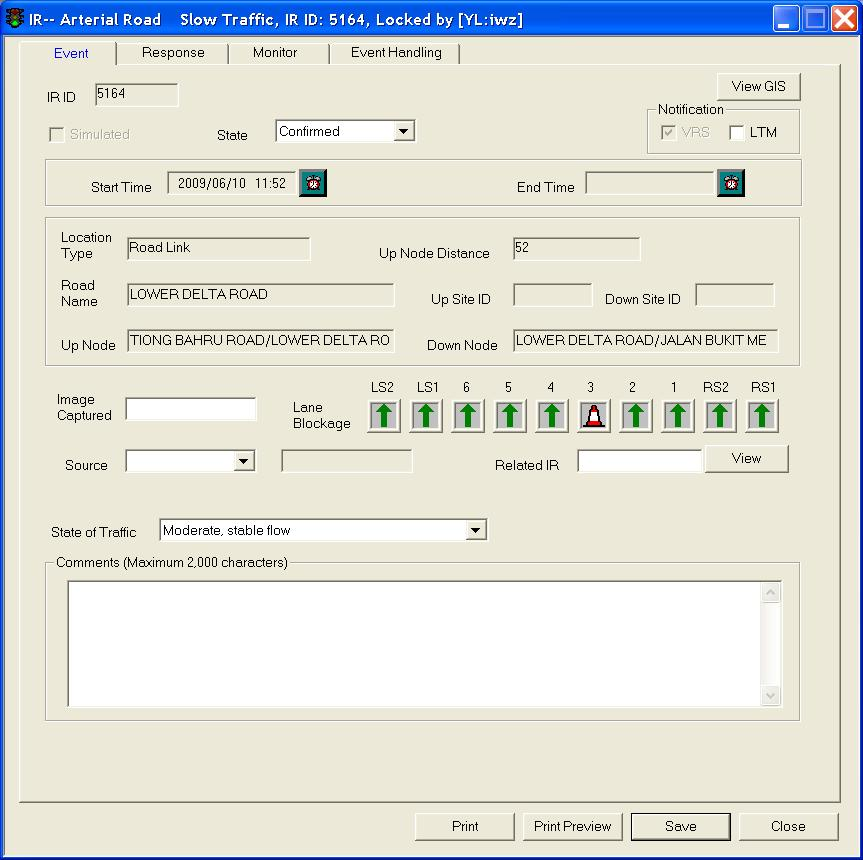 IR-- Arterial Road    Slow Traffic, IR ID: 5164, Locked by [YL:iwz]
Event Response Monitor Event Handling
View GIS
IR ID 5164
Notification
Simulated State Confirmed VRS LTM
Start Time 2009/06/10 11:52 End Time
Location Type Road Link Up Node Distance 52
Road Name LOWER DELTA ROAD Up Site ID Down Site ID
Up Node TIONG BAHRU ROAD/LOWER DELTA RO Down Node LOWER DELTA ROAD/JALAN BUKIT ME
LS2 LS1 6 5 4 3 2 1 RS2 RS1
Image Captured Lane Blockage
Source Related IR View
State of Traffic Moderate, stable flow
Comments (Maximum 2,000 characters)
Print Print Preview Save Close